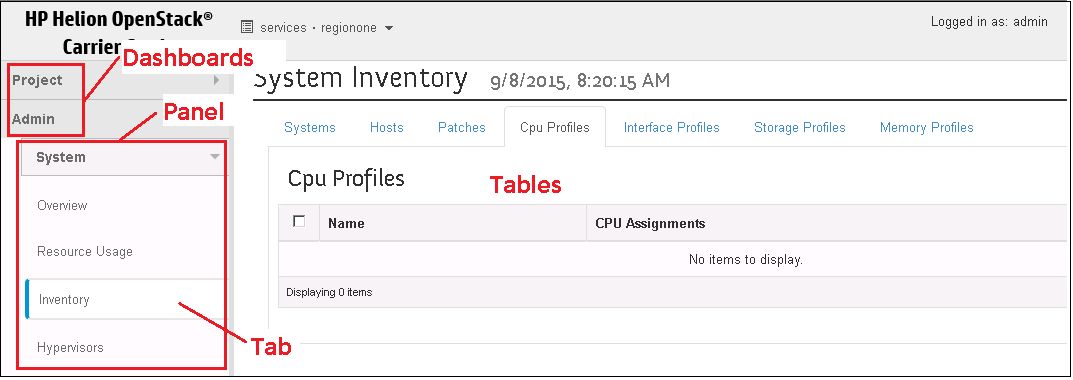 HP Helion OpenStack®
Carrier
services · regionone
Logged in as: admin
Dashboards
Project
Admin
Panel
System
Overview
Resource Usage
Inventory
Hypervisors
Tab
System Inventory 9/8/2015, 8:20:15 AM
Systems Hosts Patches Cpu Profiles Interface Profiles Storage Profiles Memory Profiles
Cpu Profiles
Tables
Name CPU Assignments
No items to display.
Displaying 0 items